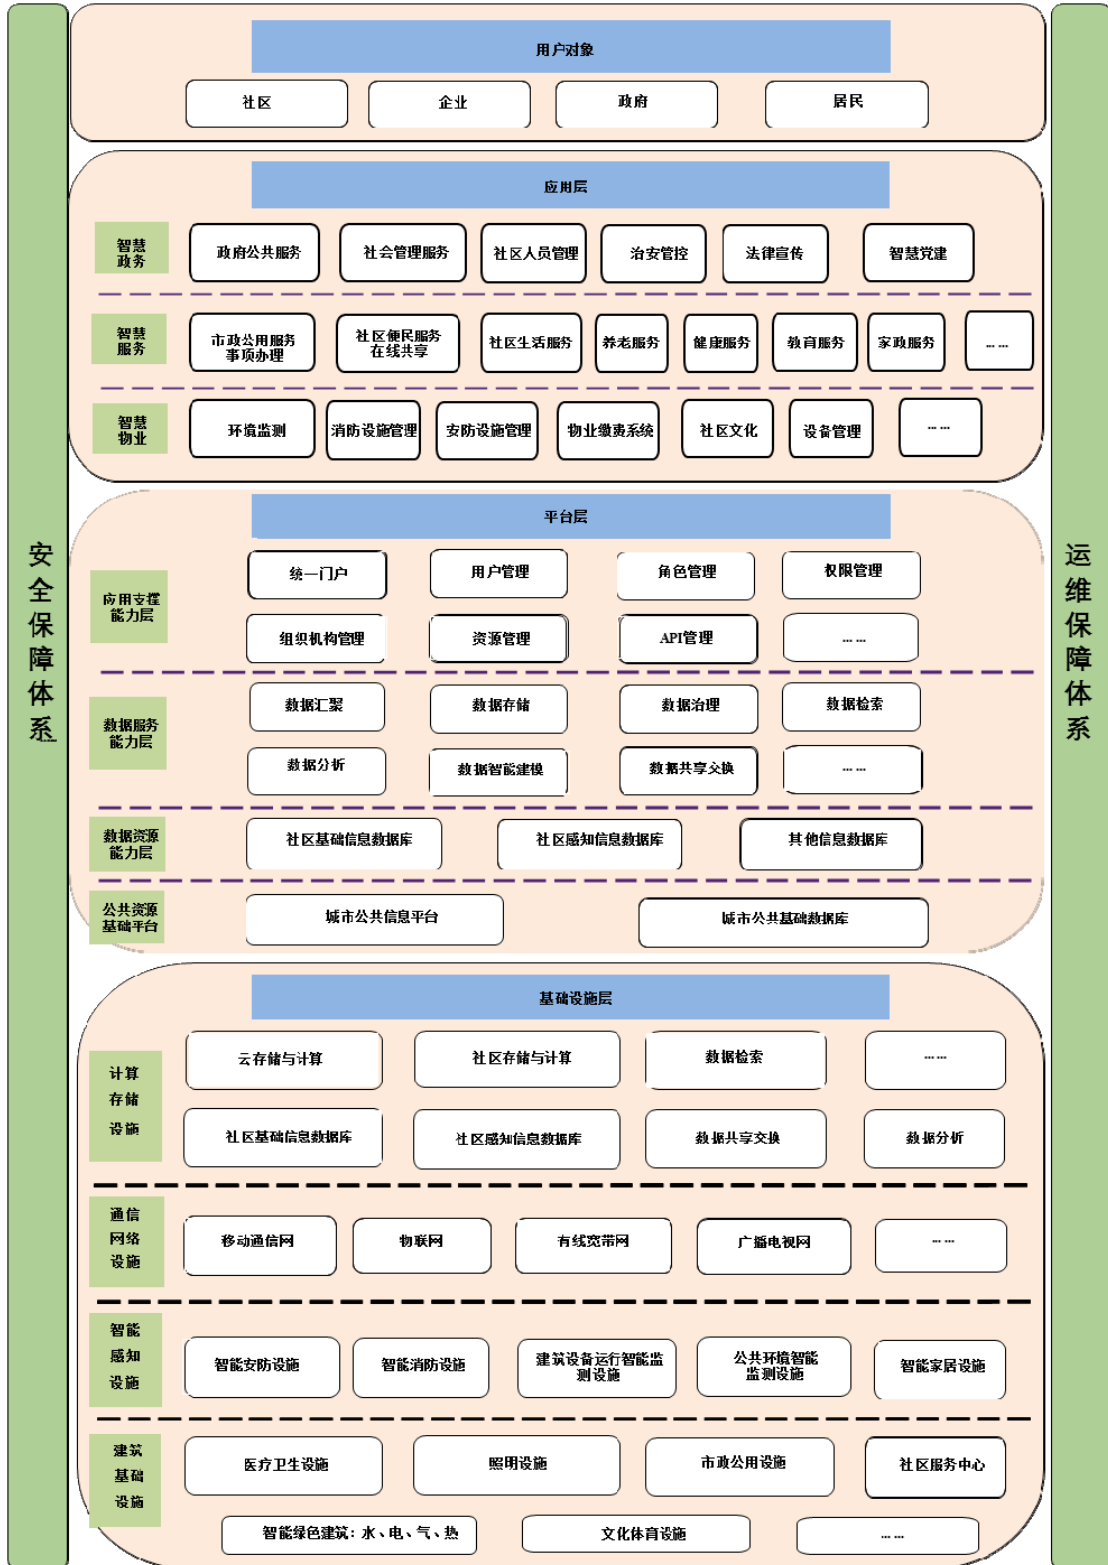 安全保障体系
运维保障体系
用户对象
社区
企业
政府
居民
应用层
智慧
政务
政府公共服务
社会管理服务
社区人员管理
治安管控
法律宣传
智慧党建
智慧
服务
市政公用服务
事项办理
社区便民服务
在线共享
社区生活服务
养老服务
健康服务
教育服务
家政服务
……
智慧
物业
环境监测
消防设施管理
安防设施管理
物业缴费系统
社区文化
设备管理
……
平台层
应用支撑
能力层
统一门户
用户管理
角色管理
权限管理
组织机构管理
资源管理
API管理
……
数据服务
能力层
数据汇聚
数据存储
数据治理
数据检索
数据分析
数据智能建模
数据共享交换
……
数据资源
能力层
社区基础信息数据库
社区感知信息数据库
其他信息数据库
公共资源
基础平台
城市公共信息平台
城市公共基础数据库
基础设施层
计算
存储
设施
云存储与计算
社区存储与计算
数据检索
……
社区基础信息数据库
社区感知信息数据库
数据共享交换
数据分析
通信
网络
设施
移动通信网
物联网
有线宽带网
广播电视网
……
智能
感知
设施
智能安防设施
智能消防设施
建筑设备运行智能监
测设施
公共环境智能
监测设施
智能家居设施
建筑
基础
设施
医疗卫生设施
照明设施
市政公用设施
社区服务中心
智能绿色建筑：水、电、气、热
文化体育设施
……